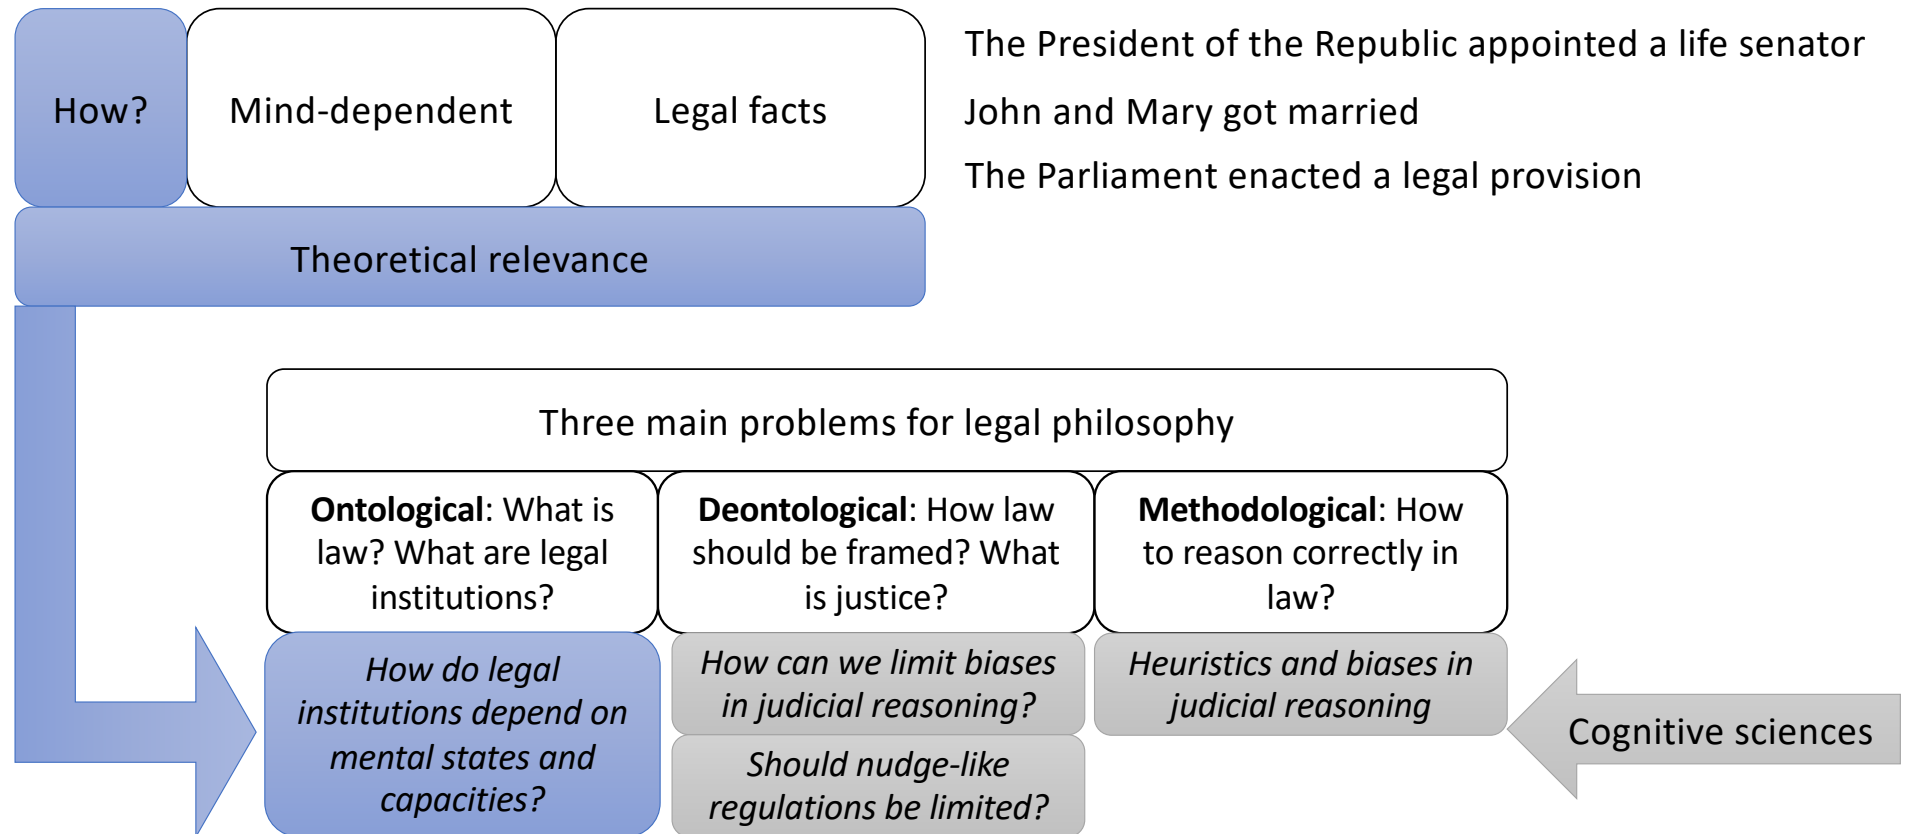 How?
Mind-dependent
Legal facts
The President of the Republic appointed a life senator
John and Mary got married
The Parliament enacted a legal provision
Theoretical relevance
Three main problems for legal philosophy
Ontological: What is
law? What are legal
institutions?
Deontological: How law
should be framed? What
is justice?
Methodological: How
to reason correctly in
law?
How do legal
institutions depend on
mental states and
capacities?
How can we limit biases
in judicial reasoning?
Should nudge-like
regulations be limited?
Heuristics and biases in
judicial reasoning
Cognitive sciences